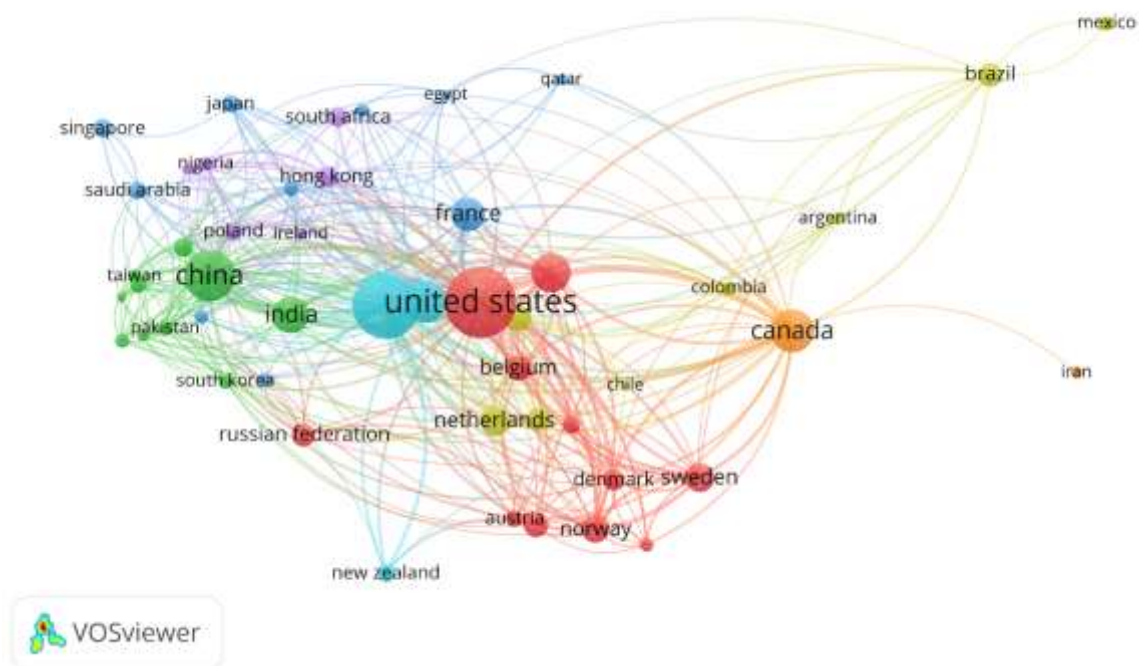 mexico
brazil
qatar
egypt
japan
south africa
singapore
nigeria
hong kong
saudi arabia
france
argentina
poland
ireland
china
taiwan
colombia
united states
india
pakistan
canada
belgium
iran
south korea
chile
netherlands
russian federation
denmark
sweden
austria
norway
new zealand
VOSviewer